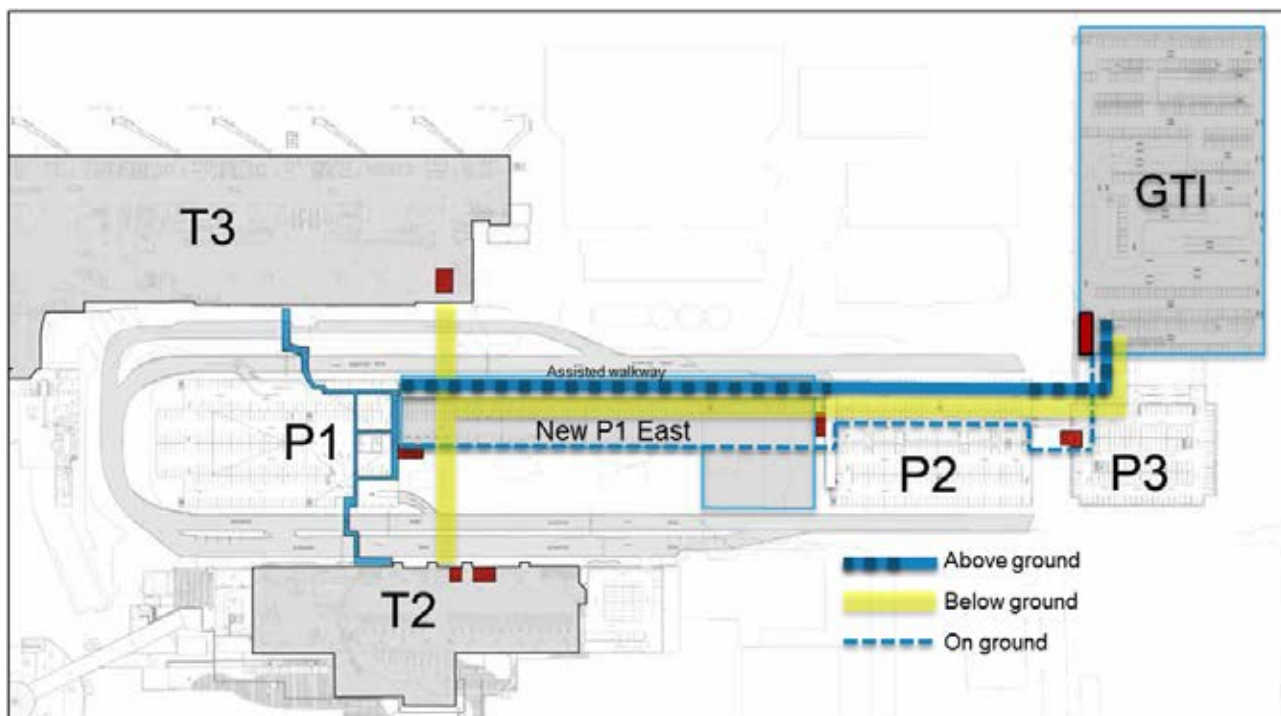 GTI
T3
Assisted walkway
New P1 East
P1
P2
P3
Above ground
Below ground
On ground
T2